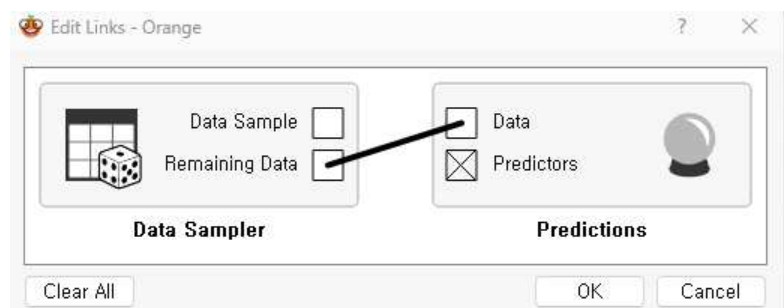 Edit Links - Orange
?
Data Sample
Remaining Data
Data Sampler
Data
Predictors
Predictions
Clear All
OK
Cancel